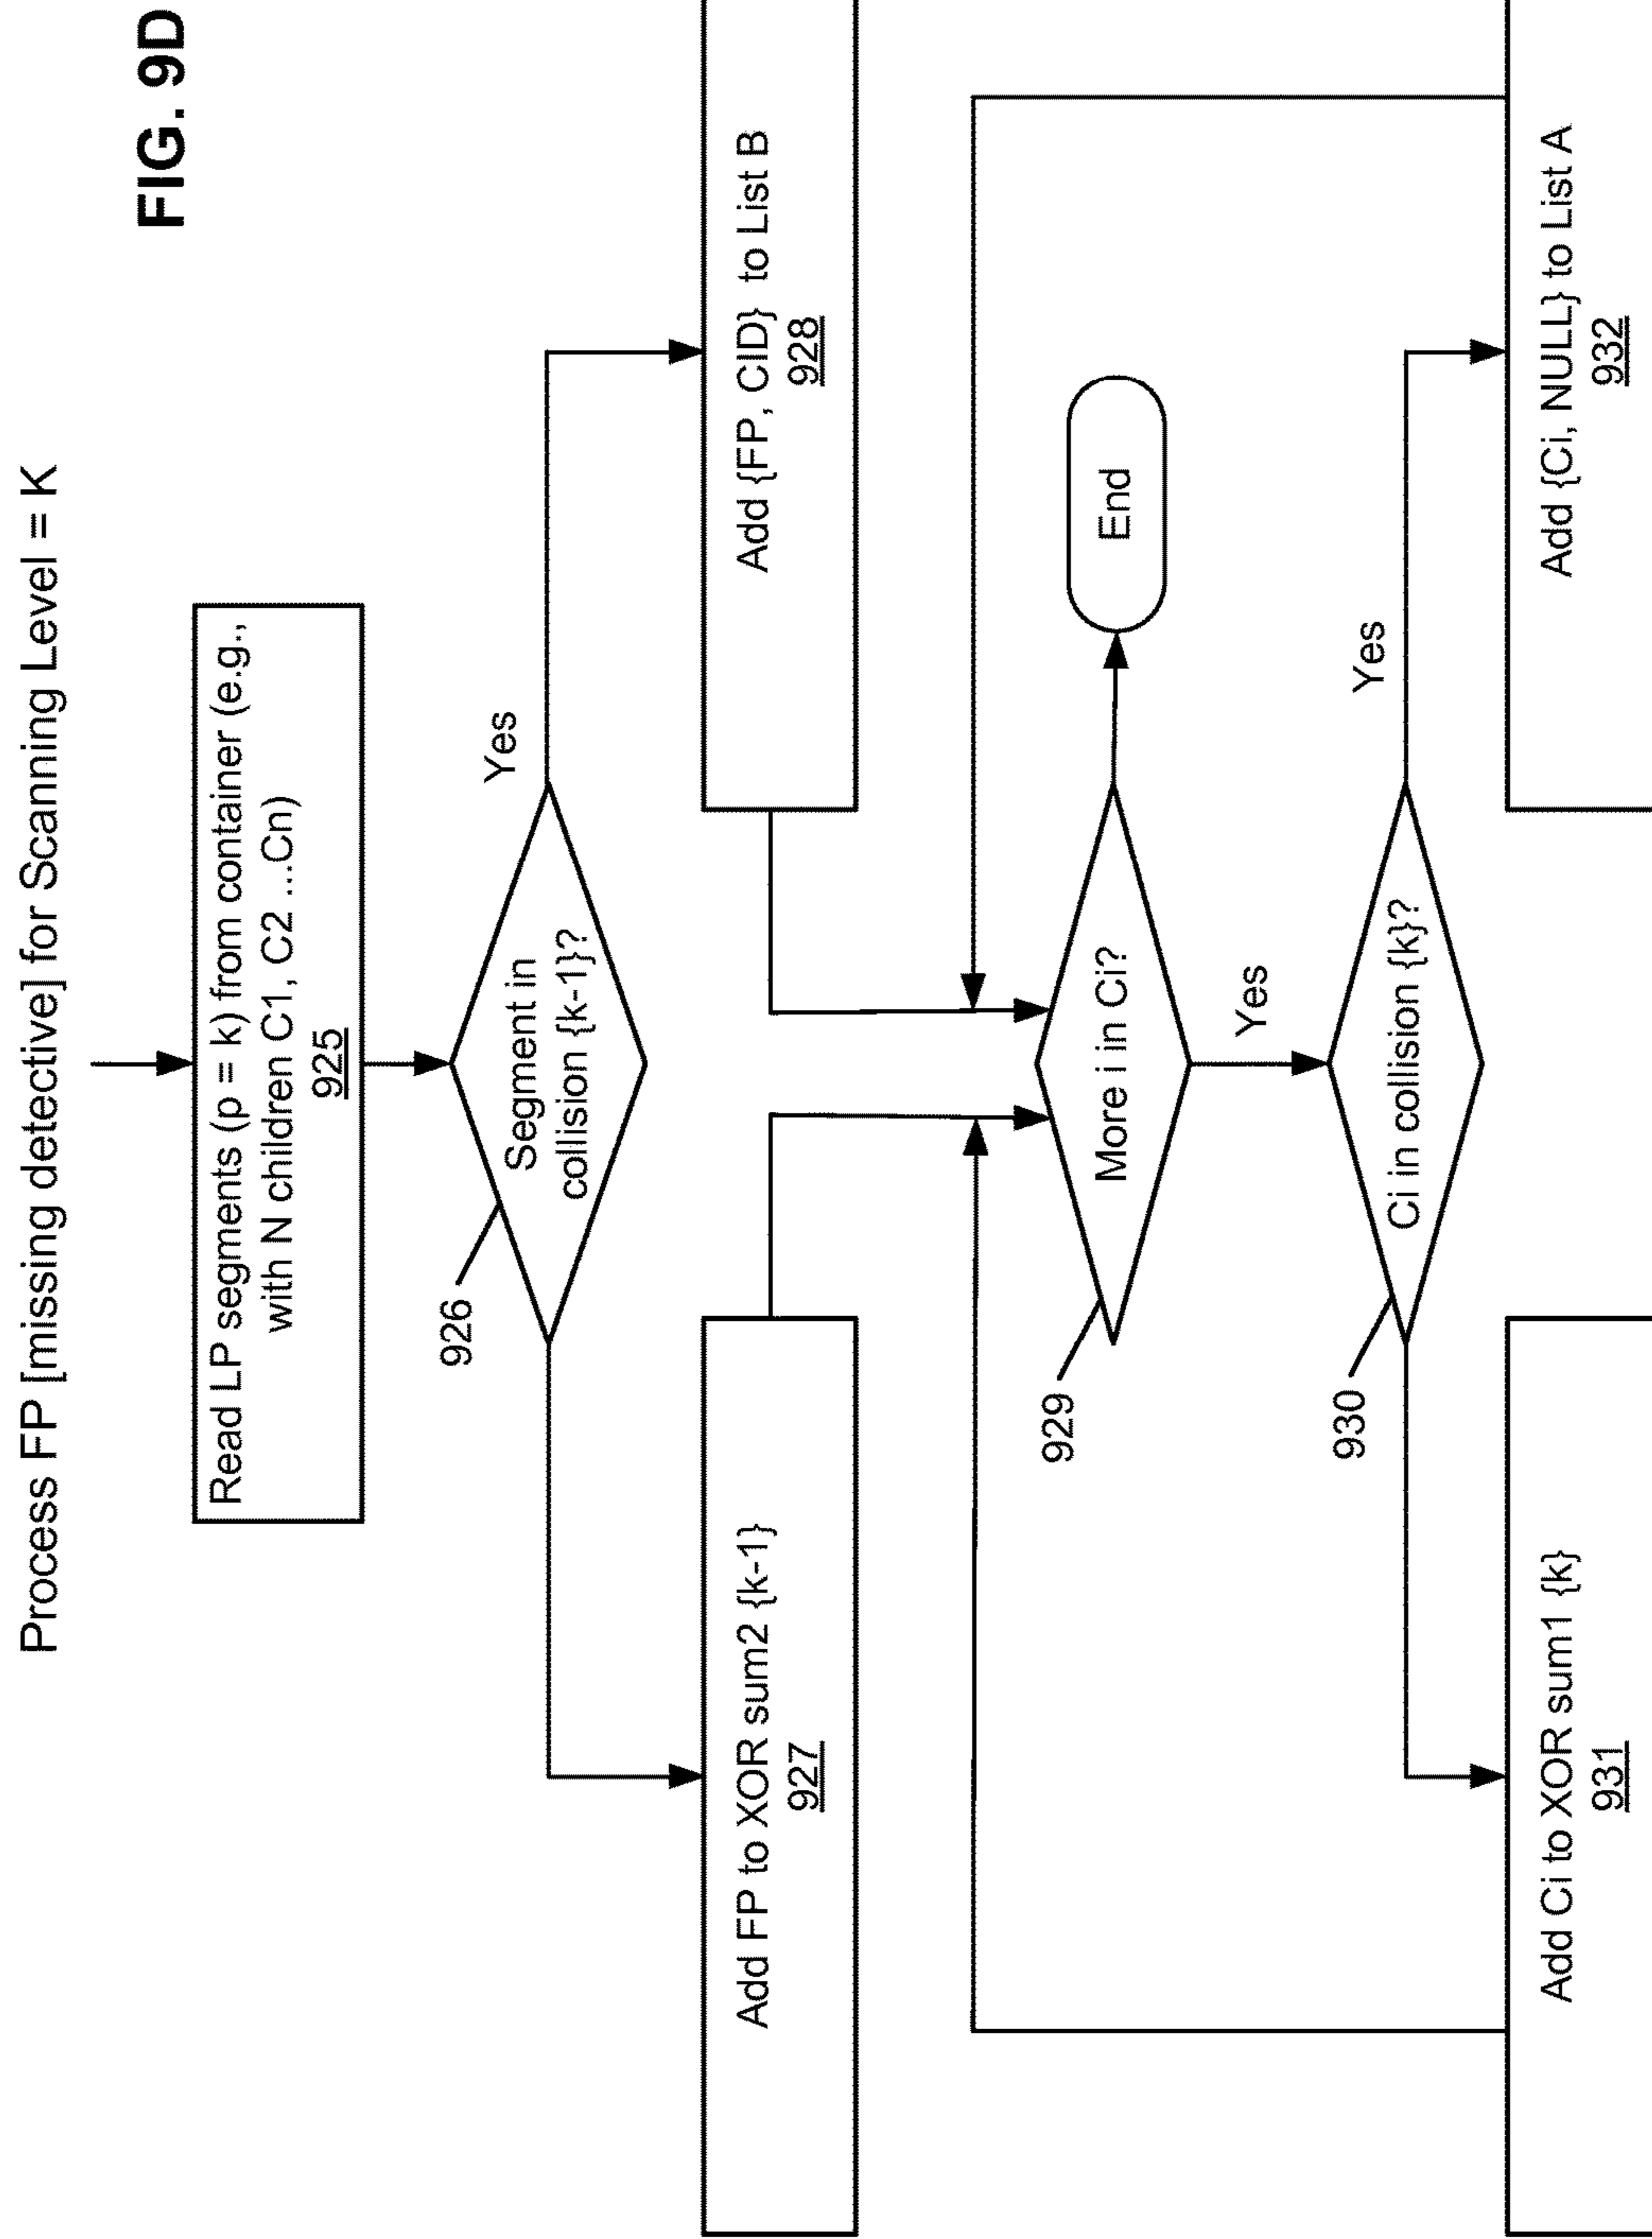 Process FP [missing detective] for Scanning Level = K
FIG. 9D
Read LP segments (p = k) from container (e.g.,
with N children C1, C2 ...Cn)
925
926
Segment in
collision {k-1}?
Yes
Add FP to XOR sum2 {k-1}
927
Add {FP, CID} to List B
928
929
More i in Ci?
End
Yes
930
Ci in collision {k}?
Yes
Add Ci to XOR sum1 {k}
931
Add {Ci, NULL} to List A
932